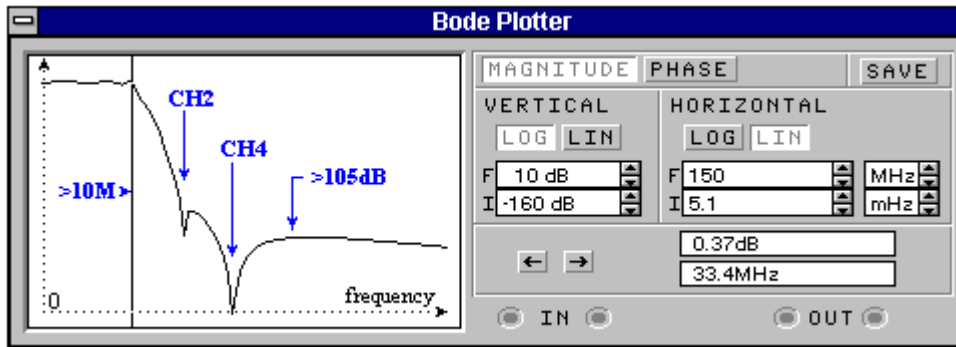 Bode Plotter
CH2
CH4
>10M
>105dB
0
frequency
MAGNITUDE PHASE SAVE
VERTICAL HORIZONTAL
LOG LIN LOG LIN
F 10 dB F 150 MHz
I -160 dB I 5.1 mHz
← →
0.37dB
33.4MHz
IN OUT